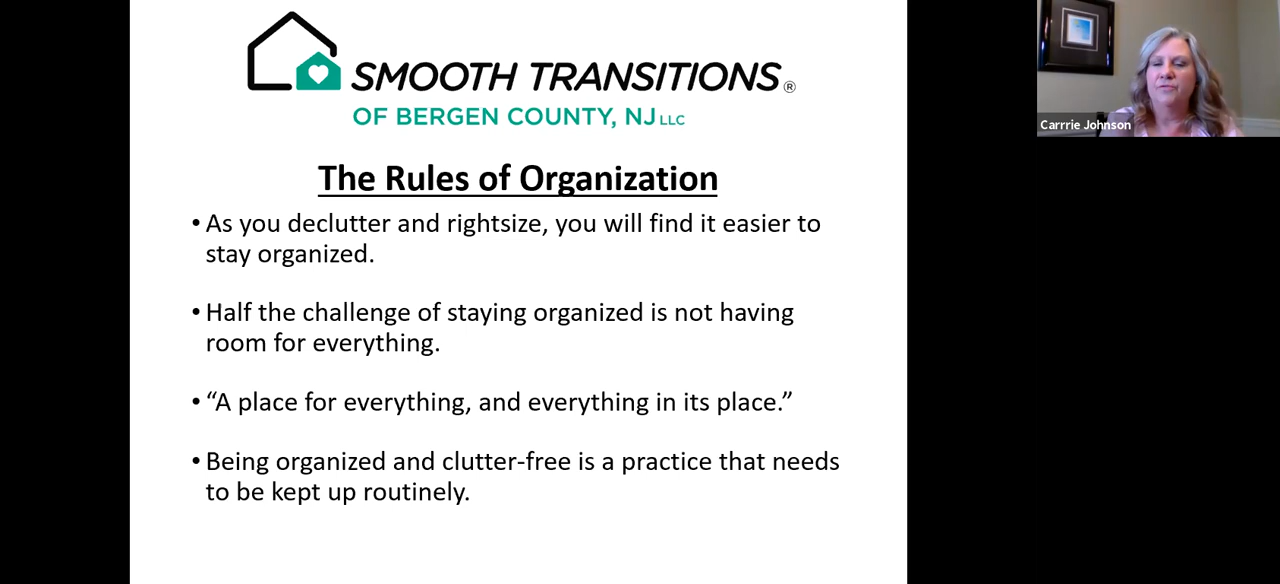 SMOOTH TRANSITIONS®
OF BERGEN COUNTY, NJ LLC
Carrrie Johnson
The Rules of Organization
• As you declutter and rightsize, you will find it easier to
stay organized.
• Half the challenge of staying organized is not having
room for everything.
• “A place for everything, and everything in its place.”
• Being organized and clutter-free is a practice that needs
to be kept up routinely.